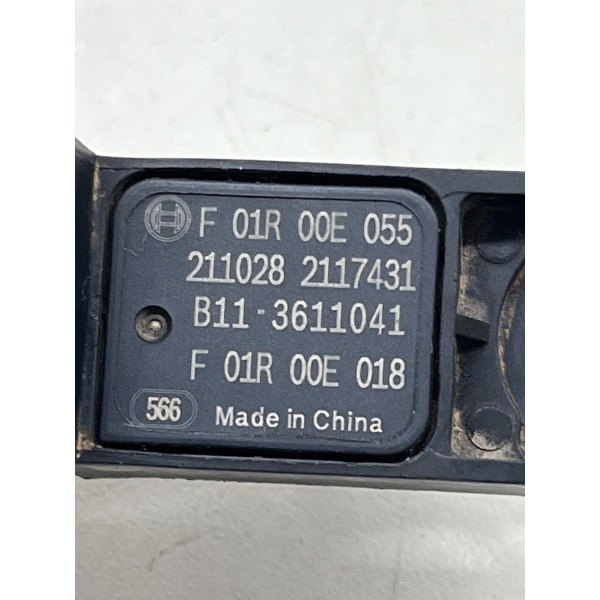 F 01R 00E 055
211028 2117431
B11-3611041
F 01R 00E 018
566 Made in China